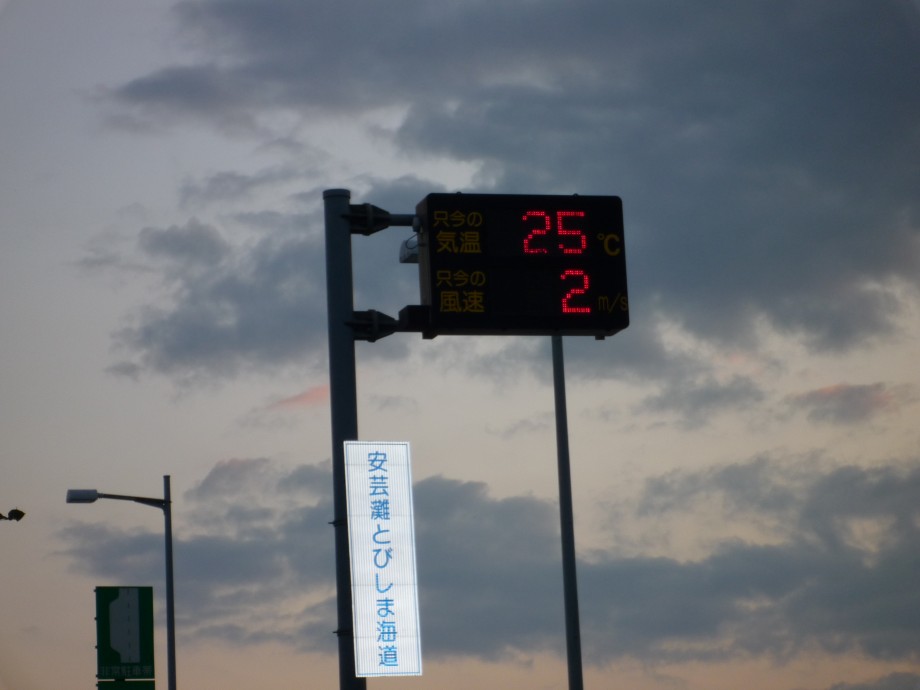 只今の
気温 25 ℃
只今の
風速 2 m/s
安芸灘とびしま海道